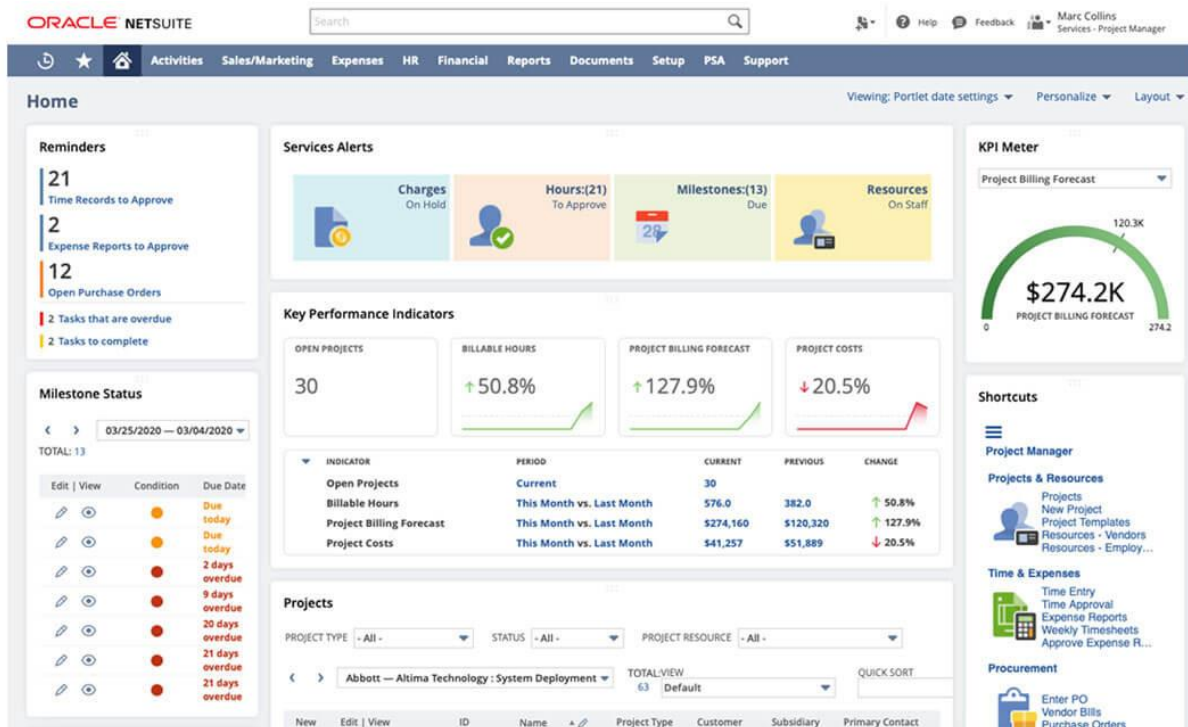 ORACLE NETSUITE
Search
Help
Feedback
Marc Collins
Services - Project Manager
Activities Sales/Marketing Expenses HR Financial Reports Documents Setup PSA Support
Home
Viewing: Portlet date settings Personalize Layout
Reminders
21
Time Records to Approve
2
Expense Reports to Approve
12
Open Purchase Orders
2 Tasks that are overdue
2 Tasks to complete
Milestone Status
03/25/2020 — 03/04/2020
TOTAL: 13
Edit | View Condition Due Date
Due
today
Due
today
2 days
overdue
9 days
overdue
20 days
overdue
21 days
overdue
21 days
overdue
Services Alerts
Charges
On Hold
Hours:(21)
To Approve
28
Milestones:(13)
Due
Resources
On Staff
Key Performance Indicators
OPEN PROJECTS
30
BILLABLE HOURS
50.8%
PROJECT BILLING FORECAST
127.9%
PROJECT COSTS
20.5%
INDICATOR PERIOD CURRENT PREVIOUS CHANGE
Open Projects Current 30
Billable Hours This Month vs. Last Month 576.0 382.0 50.8%
Project Billing Forecast This Month vs. Last Month $274,160 $120,320 127.9%
Project Costs This Month vs. Last Month $41,257 $51,889 20.5%
Projects
PROJECT TYPE - All - STATUS - All - PROJECT RESOURCE - All -
Abbott — Altima Technology : System Deployment
TOTAL: 63
VIEW
Default
QUICK SORT
New Edit | View ID Name Project Type Customer Subsidiary Primary Contact
KPI Meter
Project Billing Forecast
120.3K
$274.2K
PROJECT BILLING FORECAST
0
274.2
Shortcuts
Project Manager
Projects & Resources
Projects
New Project
Project Templates
Resources - Vendors
Resources - Employ...
Time & Expenses
Time Entry
Time Approval
Expense Reports
Weekly Timesheets
Approve Expense R...
Procurement
Enter PO
Vendor Bills
Purchase Orders